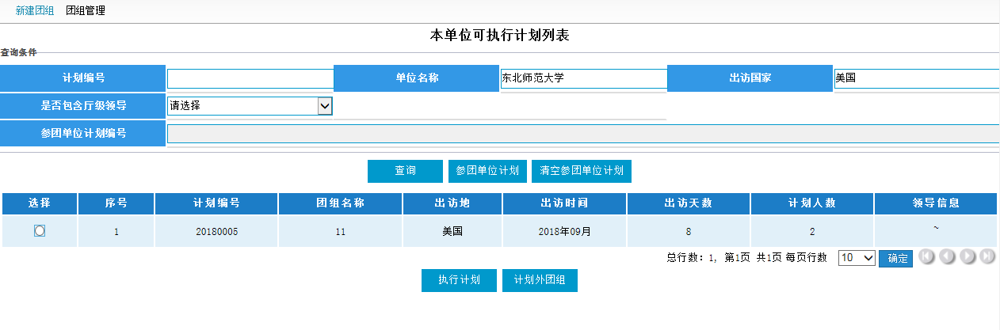 新建团组 团组管理
本单位可执行计划列表
查询条件
计划编号 单位名称 东北师范大学 出访国家 美国
是否包含厅级领导 请选择
参团单位计划编号
查询 参团单位计划 清空参团单位计划
选择 序号 计划编号 团组名称 出访地 出访时间 出访天数 计划人数 领导信息
1 20180005 11 美国 2018年09月 8 2 ~
总行数：1, 第1页 共1页 每页行数 10 确定
执行计划 计划外团组